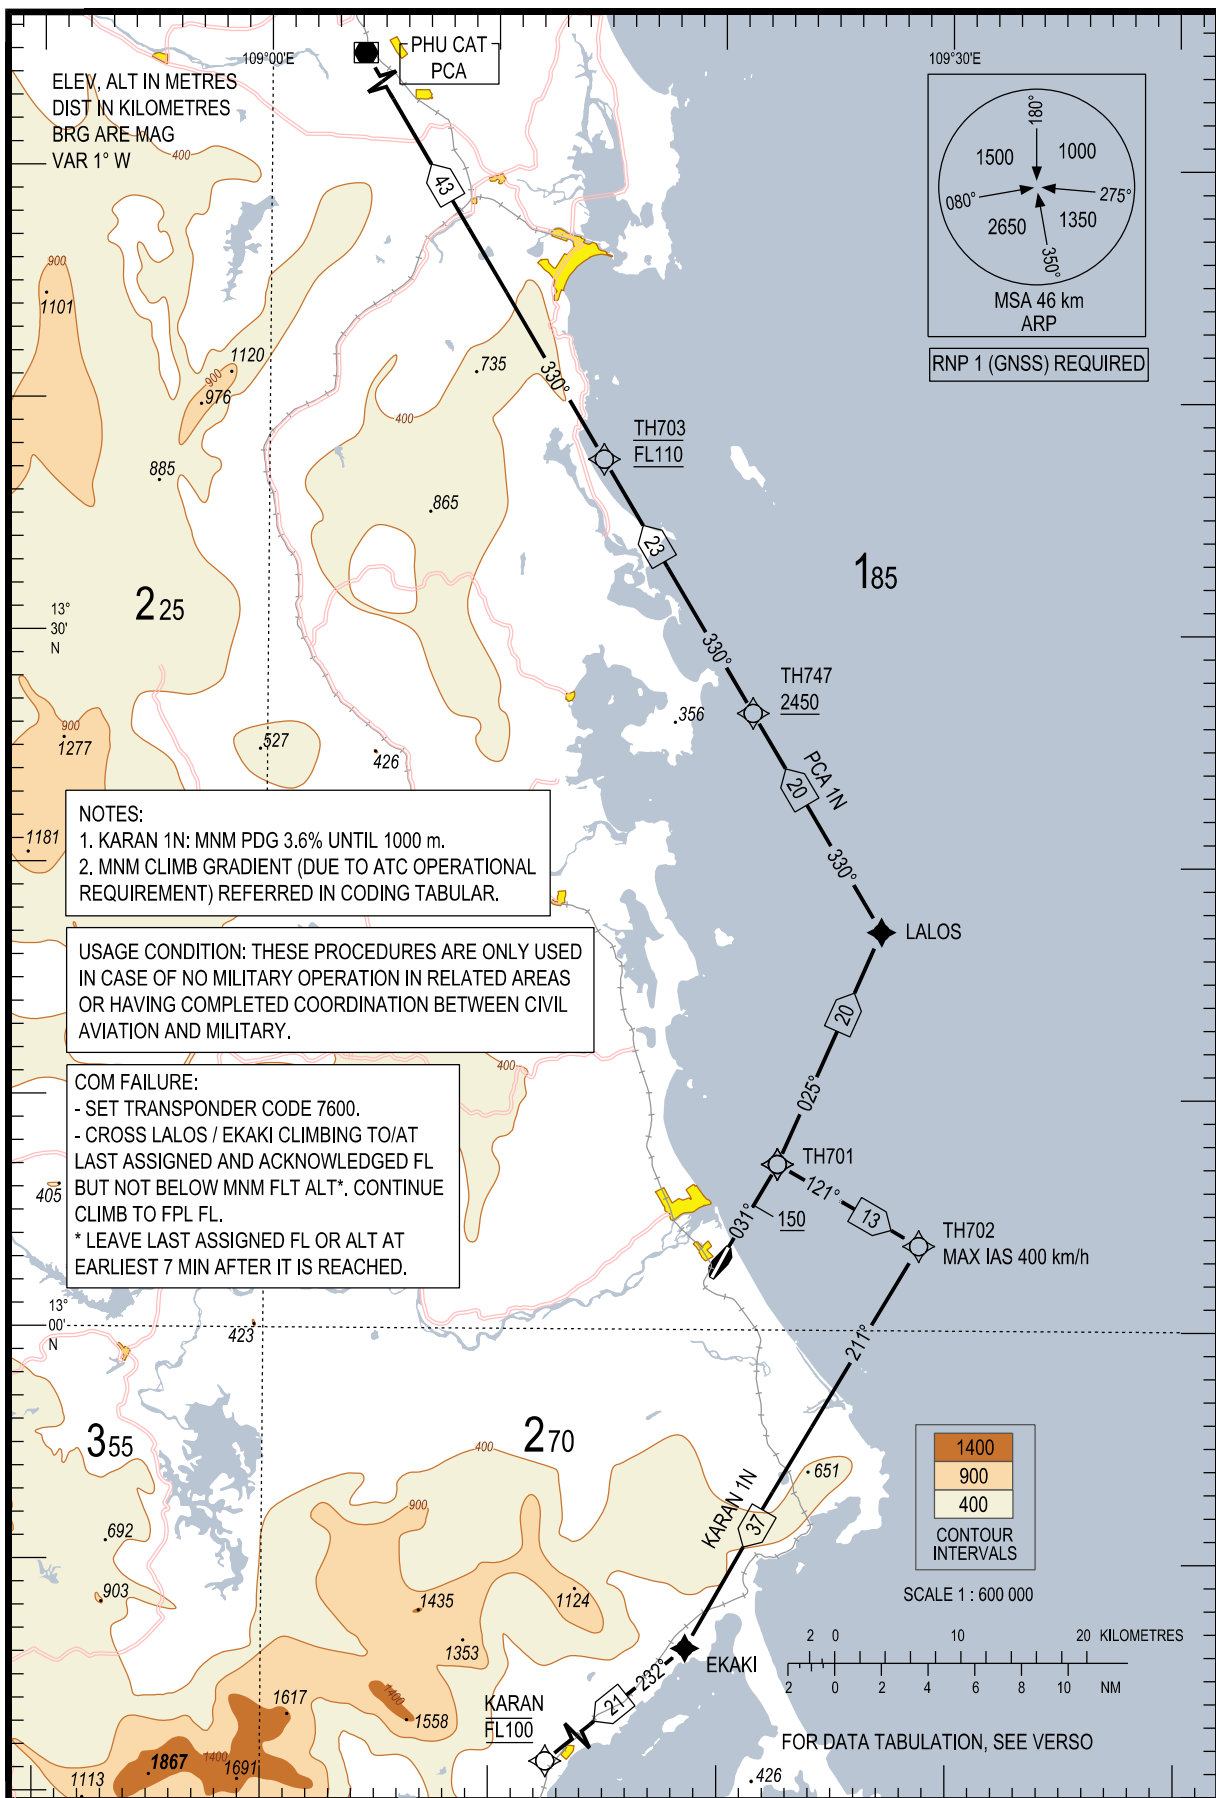 PHU CAT
PCA
109°00'E
109°30'E
ELEV, ALT IN METRES
DIST IN KILOMETRES
BRG ARE MAG
VAR 1° W
180°
1500
1000
080°
275°
2650
1350
350°
MSA 46 km
ARP
RNP 1 (GNSS) REQUIRED
400
43
900
1101
1120
900
976
735
330°
400
TH703
FL110
885
865
23
185
225
13°
30'
N
330°
TH747
2450
356
900
1277
527
426
20
PCA 1N
NOTES:
1. KARAN 1N: MNM PDG 3.6% UNTIL 1000 m.
2. MNM CLIMB GRADIENT (DUE TO ATC OPERATIONAL
REQUIREMENT) REFERRED IN CODING TABULAR.
1181
330°
LALOS
USAGE CONDITION: THESE PROCEDURES ARE ONLY USED
IN CASE OF NO MILITARY OPERATION IN RELATED AREAS
OR HAVING COMPLETED COORDINATION BETWEEN CIVIL
AVIATION AND MILITARY.
20
400
025°
COM FAILURE:
- SET TRANSPONDER CODE 7600.
- CROSS LALOS / EKAKI CLIMBING TO/AT
LAST ASSIGNED AND ACKNOWLEDGED FL
BUT NOT BELOW MNM FLT ALT*. CONTINUE
CLIMB TO FPL FL.
* LEAVE LAST ASSIGNED FL OR ALT AT
EARLIEST 7 MIN AFTER IT IS REACHED.
405
TH701
121°
031°
150
13
TH702
MAX IAS 400 km/h
13°
00'
N
423
211°
355
270
400
651
1400
900
400
CONTOUR
INTERVALS
900
KARAN 1N
37
692
903
1435
1124
1353
SCALE 1 : 600 000
2 0 10 20 KILOMETRES
2 0 2 4 6 8 10 NM
EKAKI
232°
21
KARAN
FL100
1617
1400
1558
1867
1400
1691
1113
FOR DATA TABULATION, SEE VERSO
426